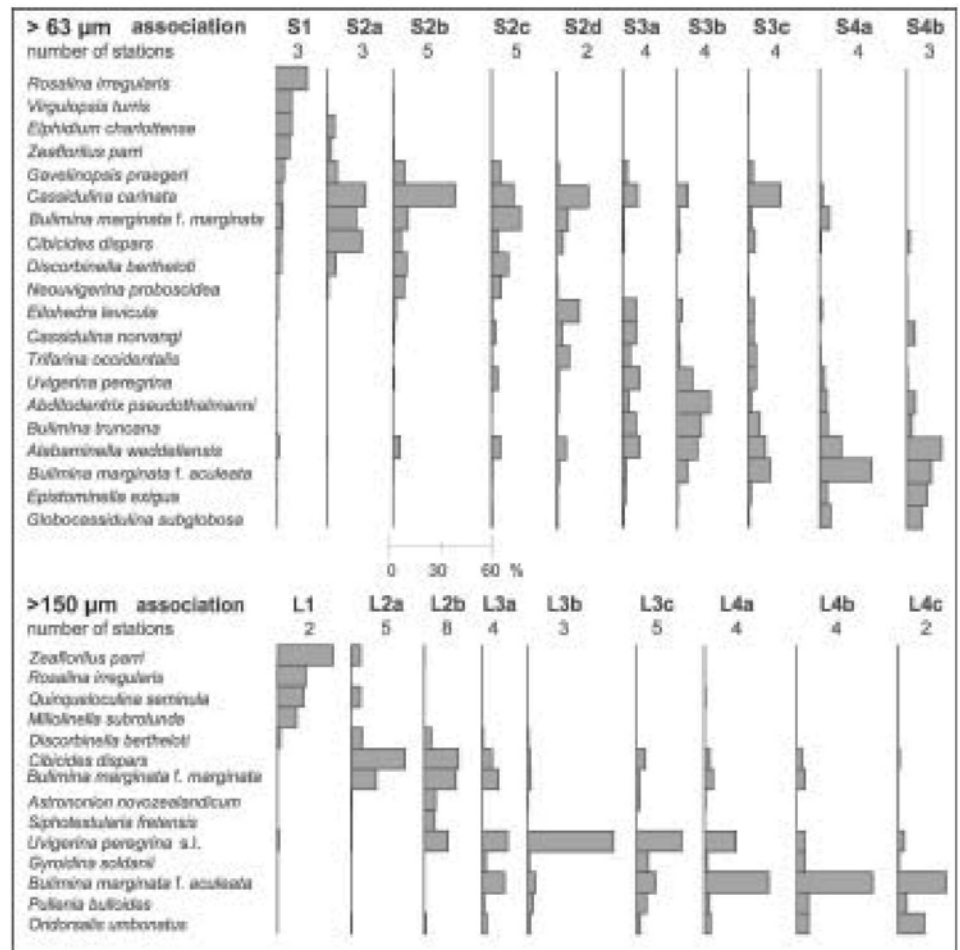 > 63 µm association S1 S2a S2b S2c S2d S3a S3b S3c S4a S4b
number of stations 3 3 5 5 2 4 4 4 4 3
Rosalina irregularis
Virgulopsis turris
Elphidium charlottense
Zeaflorilus parri
Gavelinopsis praegeri
Cassidulina carinata
Bulimina marginata f. marginata
Cibicides dispars
Discorbinella bertheloti
Neouvigerina proboscidea
Eilohedra levicula
Cassidulina norvangi
Trifarina occidentalis
Uvigerina peregrina
Abditodentrix pseudothalmanni
Bulimina truncana
Alabaminella weddellensis
Bulimina marginata f. aculeata
Epistominella exigua
Globocassidulina subglobosa
0 30 60 %
>150 µm association L1 L2a L2b L3a L3b L3c L4a L4b L4c
number of stations 2 5 8 4 3 5 4 4 2
Zeaflorilus parri
Rosalina irregularis
Quinqueloculina seminula
Miliolinella subrotunda
Discorbinella bertheloti
Cibicides dispars
Bulimina marginata f. marginata
Astrononion novozealandicum
Siphotextularia fretensis
Uvigerina peregrina s.l.
Gyroidina soldanii
Bulimina marginata f. aculeata
Pullenia bulloides
Oridorsalis umbonatus